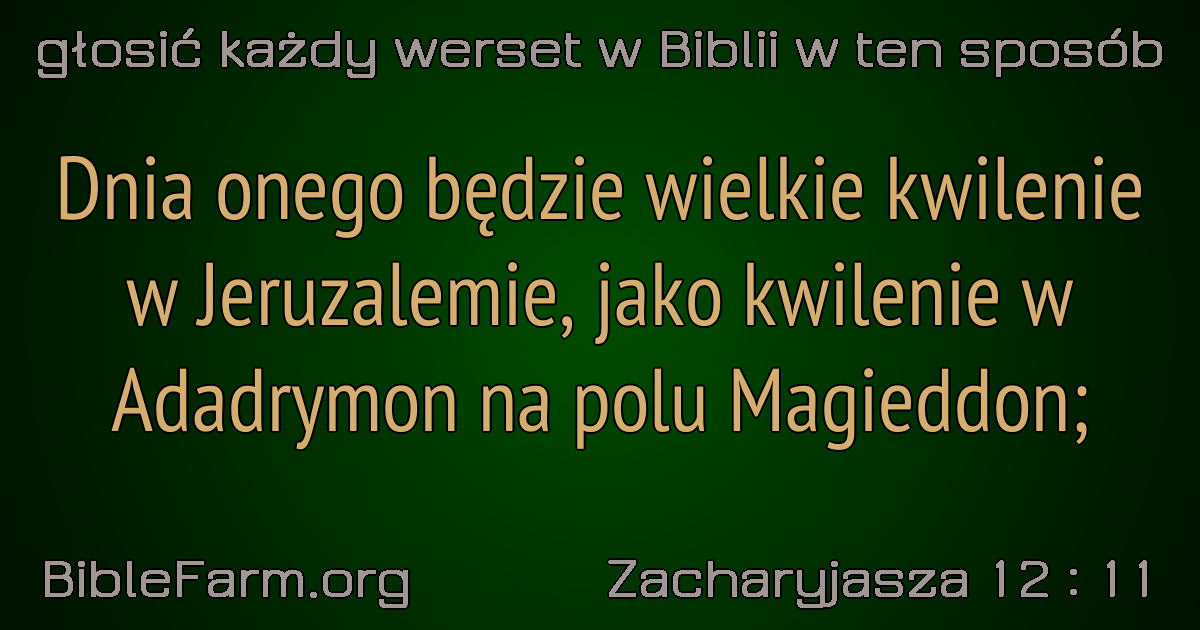 głosić każdy werset w Biblii w ten sposób
Dnia onego będzie wielkie kwilenie
w Jeruzalemie, jako kwilenie w
Adadrymon na polu Magieddon;
BibleFarm.org
Zacharyjasza 12 : 11